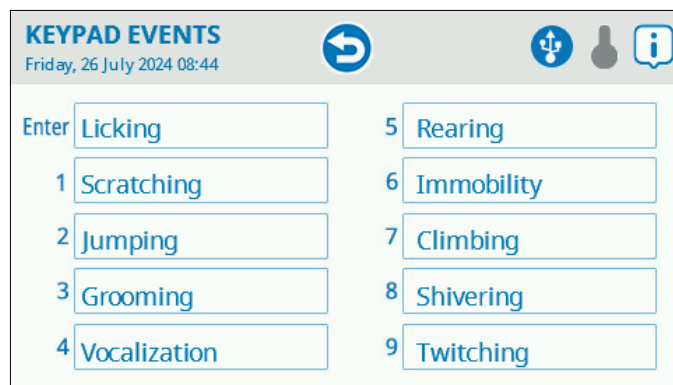 KEYPAD EVENTS
Friday, 26 July 2024 08:44
Enter Licking
1 Scratching
2 Jumping
3 Grooming
4 Vocalization
5 Rearing
6 Immobility
7 Climbing
8 Shivering
9 Twitching